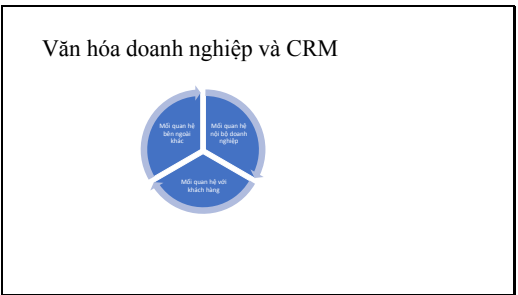 Văn hóa doanh nghiệp và CRM
Mối quan hệ
bên ngoài
khác
Mối quan hệ
nội bộ doanh
nghiệp
Mối quan hệ với
khách hàng